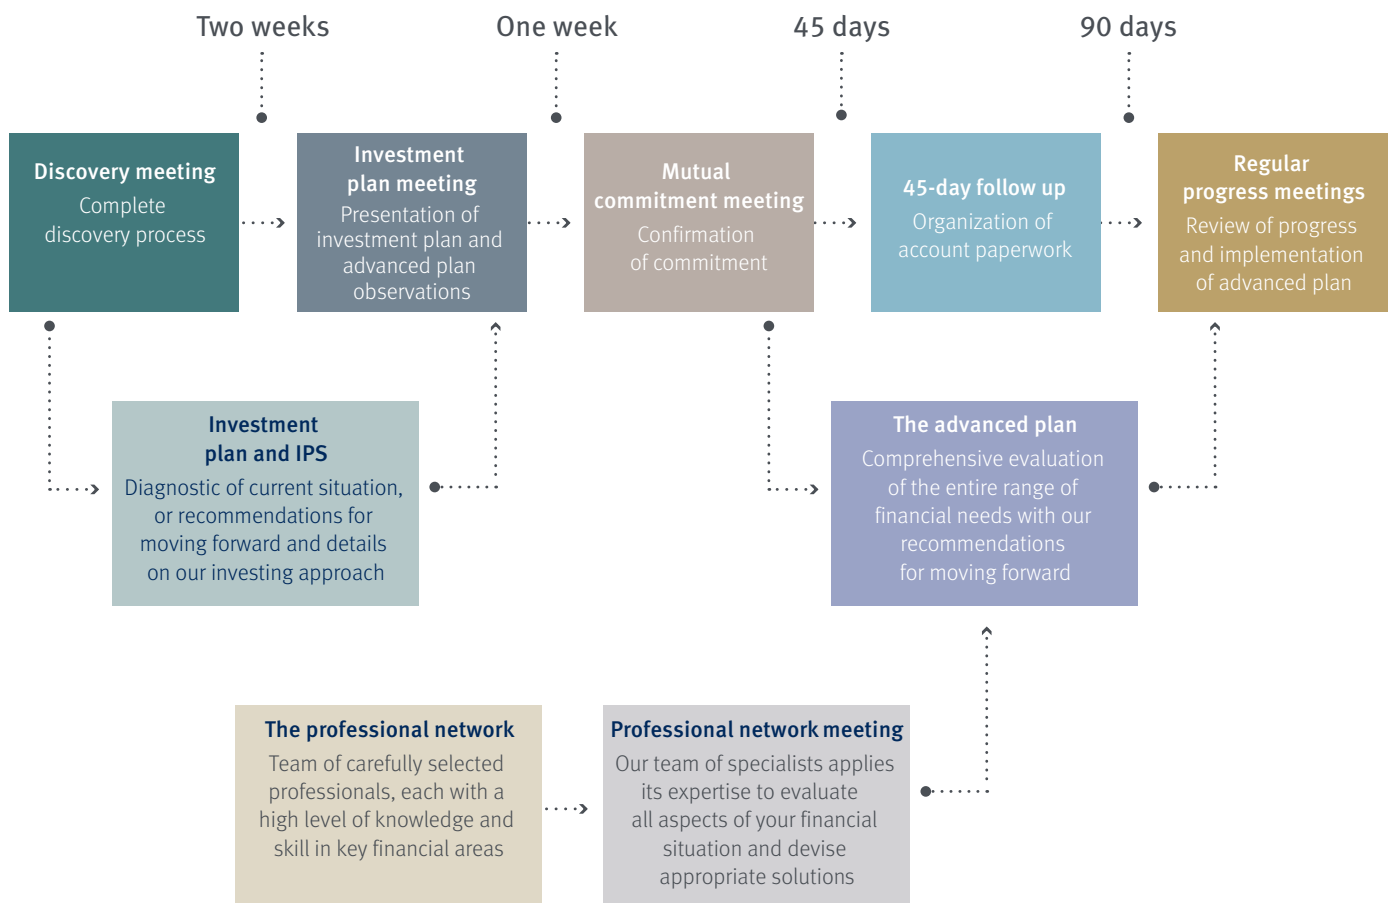 Two weeks
One week
45 days
90 days
Discovery meeting
Complete
discovery process
Investment
plan meeting
Presentation of
investment plan and
advanced plan
observations
Mutual
commitment meeting
Confirmation
of commitment
45-day follow up
Organization of
account paperwork
Regular
progress meetings
Review of progress
and implementation
of advanced plan
Investment
plan and IPS
Diagnostic of current situation,
or recommendations for
moving forward and details
on our investing approach
The advanced plan
Comprehensive evaluation
of the entire range of
financial needs with our
recommendations
for moving forward
The professional network
Team of carefully selected
professionals, each with a
high level of knowledge and
skill in key financial areas
Professional network meeting
Our team of specialists applies
its expertise to evaluate
all aspects of your financial
situation and devise
appropriate solutions